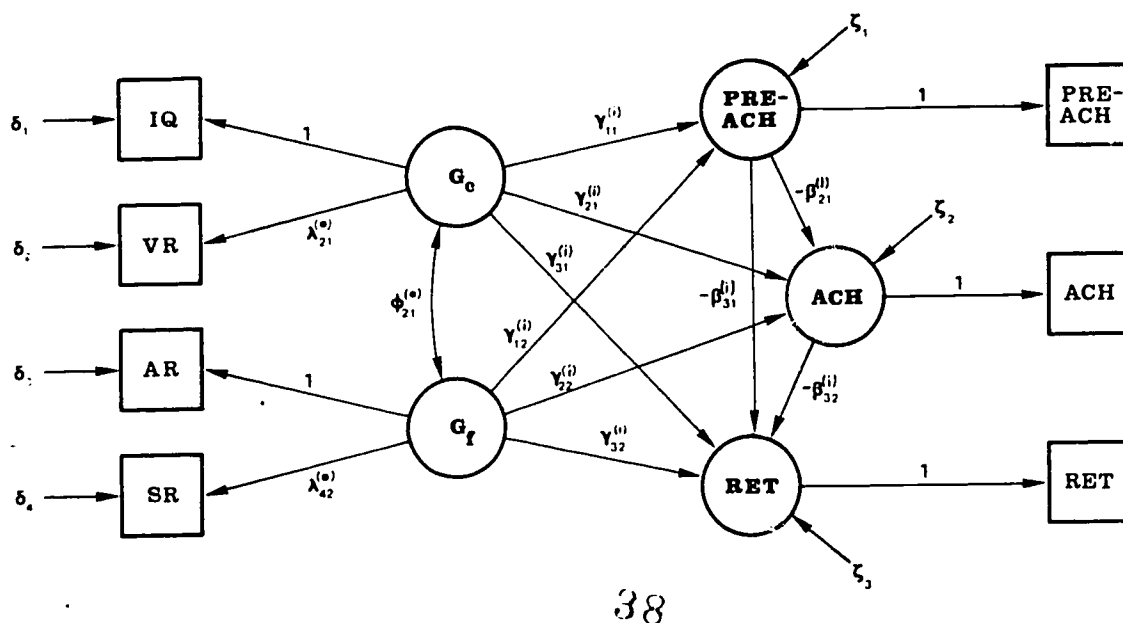 ζ₁
δ₁ IQ 1 γ₁₁⁽ⁱ⁾ PRE-ACH 1 PRE-ACH
G_c
δ₂ VR λ₂₁⁽*⁾ γ₂₁⁽ⁱ⁾ -β₂₁⁽ⁱ⁾ ζ₂
γ₃₁⁽ⁱ⁾
φ₂₁⁽*⁾ -β₃₁⁽ⁱ⁾ ACH 1 ACH
γ₁₂⁽ⁱ⁾
δ₃ AR 1 γ₂₂⁽ⁱ⁾ -β₃₂⁽ⁱ⁾
G_f γ₃₂⁽ⁱ⁾
δ₄ SR λ₄₂⁽*⁾ RET 1 RET
ζ₃
38